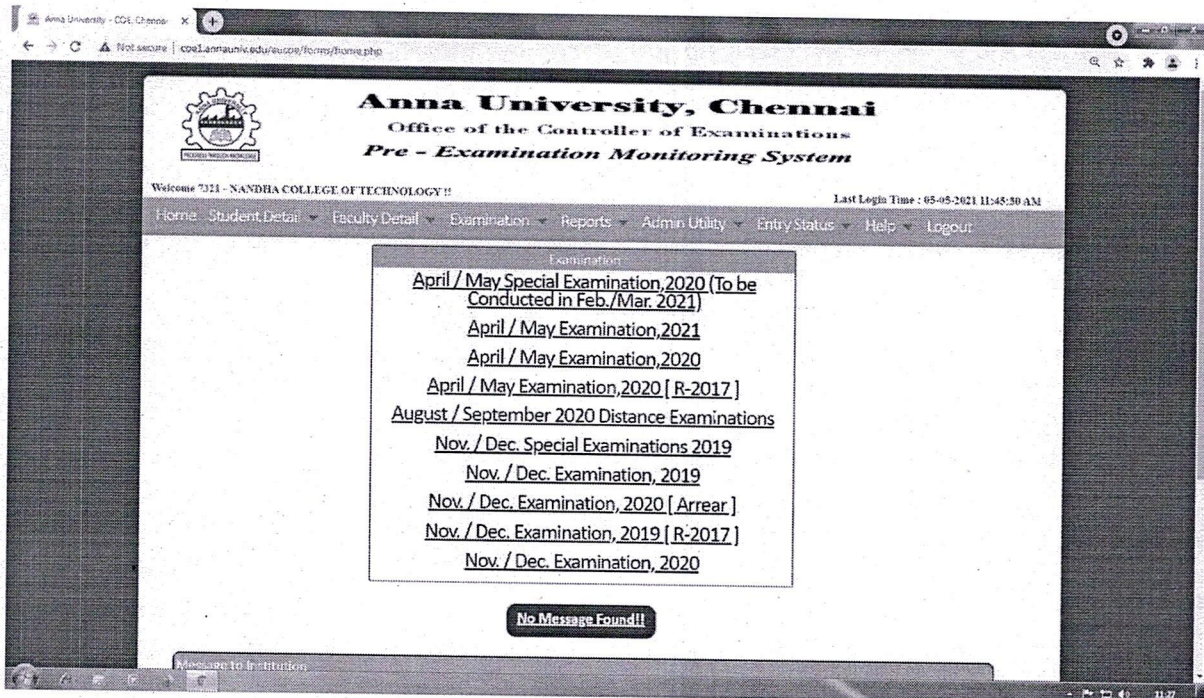 Anna University - COE, Chennai
Not secure | coe1.annauniv.edu/aucoe/forms/home.php
Anna University, Chennai
Office of the Controller of Examinations
Pre - Examination Monitoring System
PROGRESS THROUGH KNOWLEDGE
Welcome 7321 - NANDHA COLLEGE OF TECHNOLOGY !!
Last Login Time : 05-05-2021 11:45:50 AM
Home Student Detail Faculty Detail Examination Reports Admin Utility Entry Status Help Logout
Examination
April / May Special Examination,2020 (To be
Conducted in Feb./Mar. 2021)
April / May Examination,2021
April / May Examination,2020
April / May Examination,2020 [ R-2017 ]
August / September 2020 Distance Examinations
Nov. / Dec. Special Examinations 2019
Nov. / Dec. Examination, 2019
Nov. / Dec. Examination, 2020 [ Arrear ]
Nov. / Dec. Examination, 2019 [ R-2017 ]
Nov. / Dec. Examination, 2020
No Message Found!!
Message to Institution
11:27